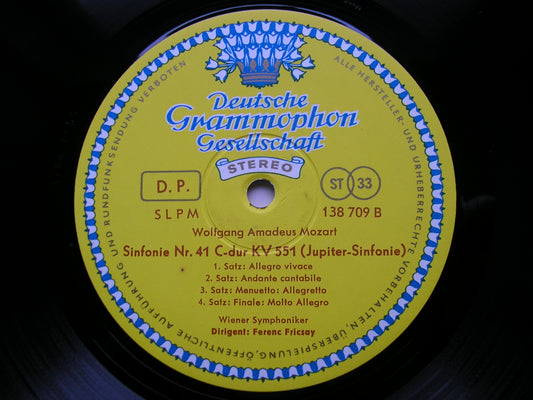 ALLE HERSTELLER- UND URHEBERRECHTE VORBEHALTEN, ÜBERSPIELUNG, ÖFFENTLICHE AUFFÜHRUNG UND RUNDFUNKSENDUNG VERBOTEN
Deutsche
Grammophon
Gesellschaft
STEREO
D.P.
ST 33
SLPM
138 709 B
Wolfgang Amadeus Mozart
Sinfonie Nr. 41 C-dur KV 551 (Jupiter-Sinfonie)
1. Satz: Allegro vivace
2. Satz: Andante cantabile
3. Satz: Menuetto: Allegretto
4. Satz: Finale: Molto Allegro
Wiener Symphoniker
Dirigent: Ferenc Fricsay